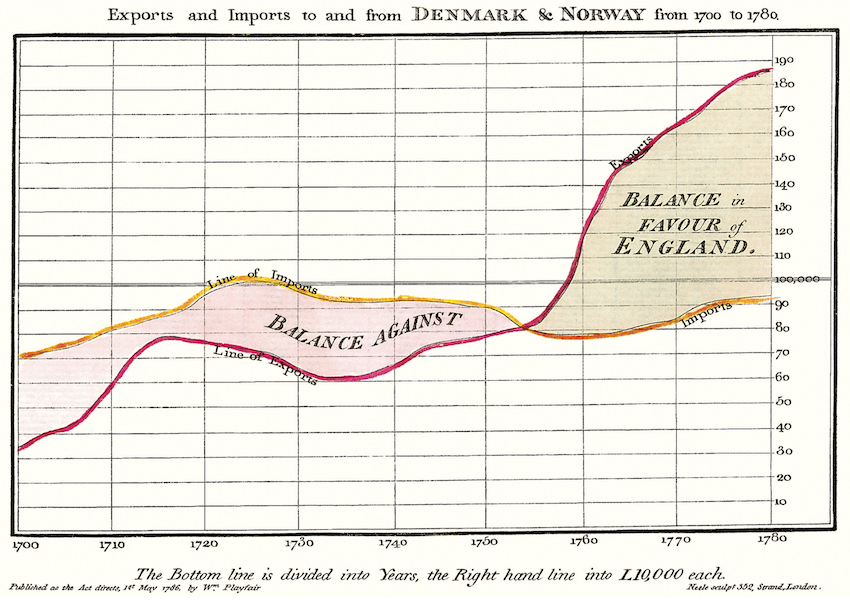 Exports and Imports to and from DENMARK & NORWAY from 1700 to 1780.
190
180
170
160
150
140
130
120
110
100,000
90
80
70
60
50
40
30
20
10
Exports
BALANCE in
FAVOUR of
ENGLAND.
Line of Imports
BALANCE AGAINST
Imports
Line of Exports
1700 1710 1720 1730 1740 1750 1760 1770 1780
The Bottom line is divided into Years, the Right hand line into L10,000 each.
Published as the Act directs, 1st May 1786, by Wm. Playfair
Neele sculpt. 352, Strand, London.